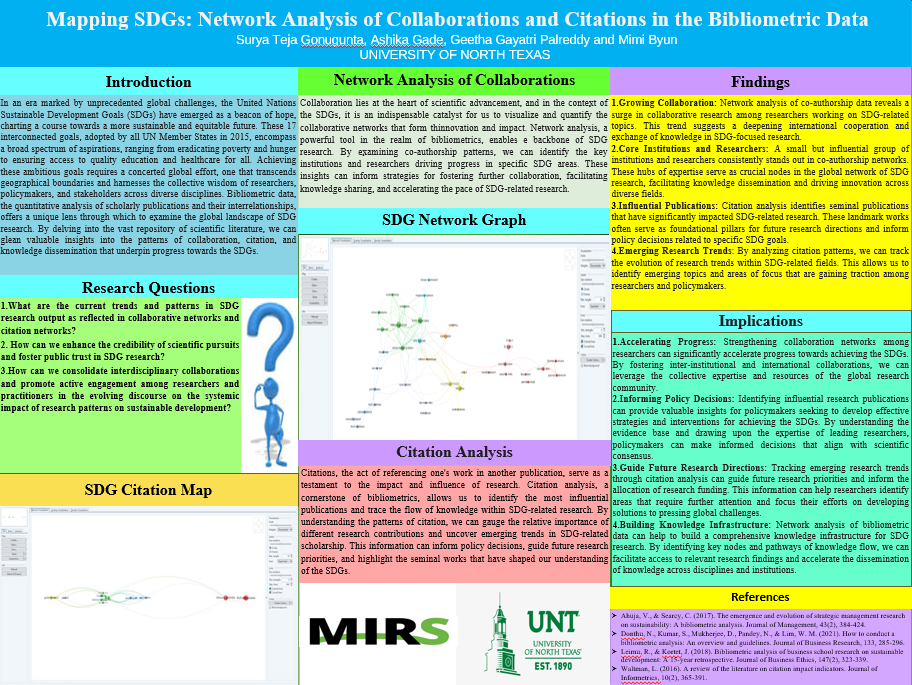 Mapping SDGs: Network Analysis of Collaborations and Citations in the Bibliometric Data
Surya Teja Gonugunta, Ashika Gade, Geetha Gayatri Palreddy and Mimi Byun
UNIVERSITY OF NORTH TEXAS
Introduction
In an era marked by unprecedented global challenges, the United Nations
Sustainable Development Goals (SDGs) have emerged as a beacon of hope,
charting a course towards a more sustainable and equitable future. These 17
interconnected goals, adopted by all UN Member States in 2015, encompass
a broad spectrum of aspirations, ranging from eradicating poverty and hunger
to ensuring access to quality education and healthcare for all. Achieving
these ambitious goals requires a concerted global effort, one that transcends
geographical boundaries and harnesses the collective wisdom of researchers,
policymakers, and stakeholders across diverse disciplines. Bibliometric data,
the quantitative analysis of scholarly publications and their interrelationships,
offers a unique lens through which to examine the global landscape of SDG
research. By delving into the vast repository of scientific literature, we can
glean valuable insights into the patterns of collaboration, citation, and
knowledge dissemination that underpin progress towards the SDGs.
Research Questions
1.What are the current trends and patterns in SDG
research output as reflected in collaborative networks and
citation networks?
2. How can we enhance the credibility of scientific pursuits
and foster public trust in SDG research?
3.How can we consolidate interdisciplinary collaborations
and promote active engagement among researchers and
practitioners in the evolving discourse on the systemic
impact of research patterns on sustainable development?
SDG Citation Map
Network Analysis of Collaborations
Collaboration lies at the heart of scientific advancement, and in the context of
the SDGs, it is an indispensable catalyst for us to visualize and quantify the
collaborative networks that form thinnovation and impact. Network analysis, a
powerful tool in the realm of bibliometrics, enables e backbone of SDG
research. By examining co-authorship patterns, we can identify the key
institutions and researchers driving progress in specific SDG areas. These
insights can inform strategies for fostering further collaboration, facilitating
knowledge sharing, and accelerating the pace of SDG-related research.
SDG Network Graph
Citation Analysis
Citations, the act of referencing one's work in another publication, serve as a
testament to the impact and influence of research. Citation analysis, a
cornerstone of bibliometrics, allows us to identify the most influential
publications and trace the flow of knowledge within SDG-related research. By
understanding the patterns of citation, we can gauge the relative importance of
different research contributions and uncover emerging trends in SDG-related
scholarship. This information can inform policy decisions, guide future research
priorities, and highlight the seminal works that have shaped our understanding
of the SDGs.
MIRS
UNT
UNIVERSITY
OF NORTH TEXAS
EST. 1890
Findings
1.Growing Collaboration: Network analysis of co-authorship data reveals a
surge in collaborative research among researchers working on SDG-related
topics. This trend suggests a deepening international cooperation and
exchange of knowledge in SDG-focused research.
2.Core Institutions and Researchers: A small but influential group of
institutions and researchers consistently stands out in co-authorship networks.
These hubs of expertise serve as crucial nodes in the global network of SDG
research, facilitating knowledge dissemination and driving innovation across
diverse fields.
3.Influential Publications: Citation analysis identifies seminal publications
that have significantly impacted SDG-related research. These landmark works
often serve as foundational pillars for future research directions and inform
policy decisions related to specific SDG goals.
4.Emerging Research Trends: By analyzing citation patterns, we can track
the evolution of research trends within SDG-related fields. This allows us to
identify emerging topics and areas of focus that are gaining traction among
researchers and policymakers.
Implications
1.Accelerating Progress: Strengthening collaboration networks among
researchers can significantly accelerate progress towards achieving the SDGs.
By fostering inter-institutional and international collaborations, we can
leverage the collective expertise and resources of the global research
community.
2.Informing Policy Decisions: Identifying influential research publications
can provide valuable insights for policymakers seeking to develop effective
strategies and interventions for achieving the SDGs. By understanding the
evidence base and drawing upon the expertise of leading researchers,
policymakers can make informed decisions that align with scientific
consensus.
3.Guide Future Research Directions: Tracking emerging research trends
through citation analysis can guide future research priorities and inform the
allocation of research funding. This information can help researchers identify
areas that require further attention and focus their efforts on developing
solutions to pressing global challenges.
4.Building Knowledge Infrastructure: Network analysis of bibliometric
data can help to build a comprehensive knowledge infrastructure for SDG
research. By identifying key nodes and pathways of knowledge flow, we can
facilitate access to relevant research findings and accelerate the dissemination
of knowledge across disciplines and institutions.
References
➤ Ahuja, V., & Searcy, C. (2017). The emergence and evolution of strategic management research
on sustainability: A bibliometric analysis. Journal of Management, 43(2), 384-424.
➤ Donthu, N., Kumar, S., Mukherjee, D., Pandey, N., & Lim, W. M. (2021). How to conduct a
bibliometric analysis: An overview and guidelines. Journal of Business Research, 133, 285-296.
➤ Leimu, R., & Kortet, J. (2018). Bibliometric analysis of business school research on sustainable
development: A 15-year retrospective. Journal of Business Ethics, 147(2), 323-339.
➤ Waltman, L. (2016). A review of the literature on citation impact indicators. Journal of
Informetrics, 10(2), 365-391.